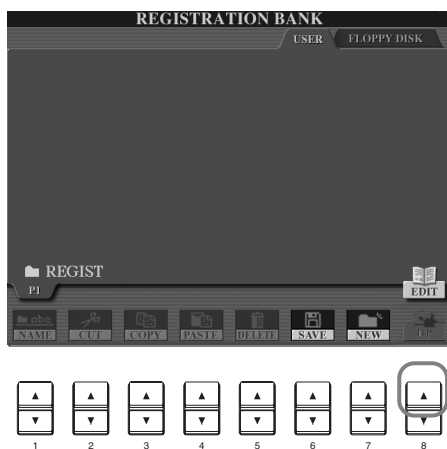 REGISTRATION BANK
USER FLOPPY DISK
REGIST
P1
EDIT
abc
NAME CUT COPY PASTE DELETE SAVE NEW UP
1 2 3 4 5 6 7 8